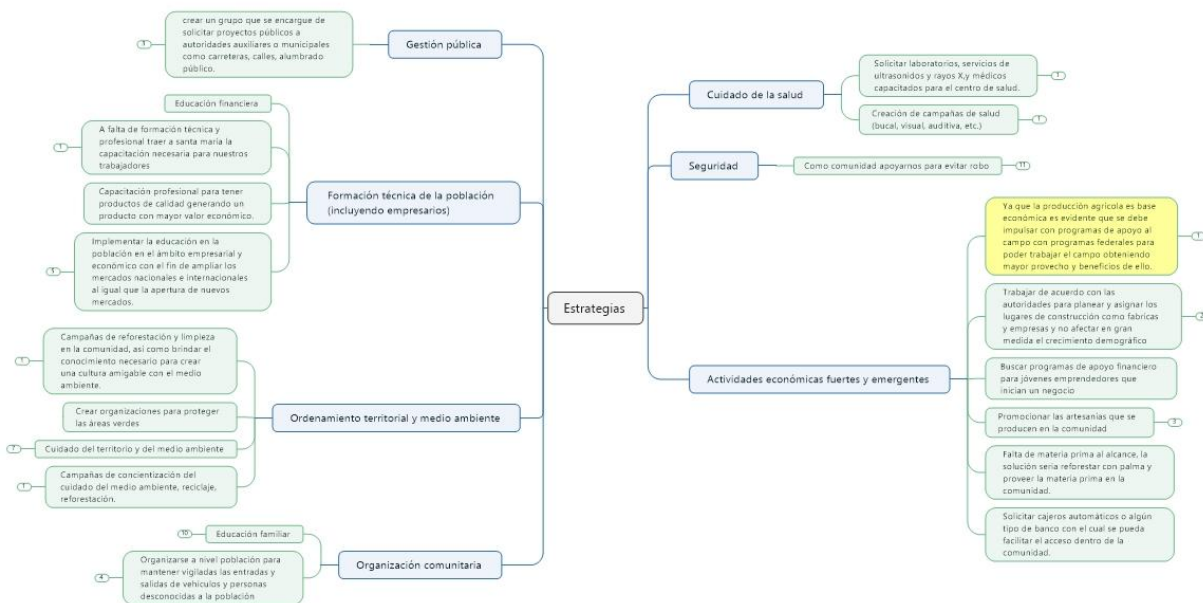 crear un grupo que se encargue de
solicitar proyectos públicos a
autoridades auxiliares o municipales
como carreteras, calles, alumbrado
público.
1
Gestión pública
Educación financiera
A falta de formación técnica y
profesional traer a santa maría la
capacitación necesaria para nuestros
trabajadores
1
Capacitación profesional para tener
productos de calidad generando un
producto con mayor valor económico.
Implementar la educación en la
población en el ámbito empresarial y
económico con el fin de ampliar los
mercados nacionales e internacionales
al igual que la apertura de nuevos
mercados.
5
Formación técnica de la población
(incluyendo empresarios)
Campañas de reforestación y limpieza
en la comunidad, así como brindar el
conocimiento necesario para crear
una cultura amigable con el medio
ambiente.
1
Crear organizaciones para proteger
las áreas verdes
7
Cuidado del territorio y del medio ambiente
Campañas de concientización del
cuidado del medio ambiente, reciclaje,
reforestación.
1
Ordenamiento territorial y medio ambiente
10
Educación familiar
Organizarse a nivel población para
mantener vigiladas las entradas y
salidas de vehículos y personas
desconocidas a la población
4
Organización comunitaria
Estrategias
Cuidado de la salud
Solicitar laboratorios, servicios de
ultrasonidos y rayos X,y médicos
capacitados para el centro de salud.
1
Creación de campañas de salud
(bucal, visual, auditiva, etc.)
1
Seguridad
Como comunidad apoyarnos para evitar robo
11
Actividades económicas fuertes y emergentes
Ya que la producción agrícola es base
económica es evidente que se debe
impulsar con programas de apoyo al
campo con programas federales para
poder trabajar el campo obteniendo
mayor provecho y beneficios de ello.
1
Trabajar de acuerdo con las
autoridades para planear y asignar los
lugares de construcción como fabricas
y empresas y no afectar en gran
medida el crecimiento demográfico
2
Buscar programas de apoyo financiero
para jóvenes emprendedores que
inician un negocio
Promocionar las artesanías que se
producen en la comunidad
3
Falta de materia prima al alcance, la
solución seria reforestar con palma y
proveer la materia prima en la
comunidad.
Solicitar cajeros automáticos o algún
tipo de banco con el cual se pueda
facilitar el acceso dentro de la
comunidad.